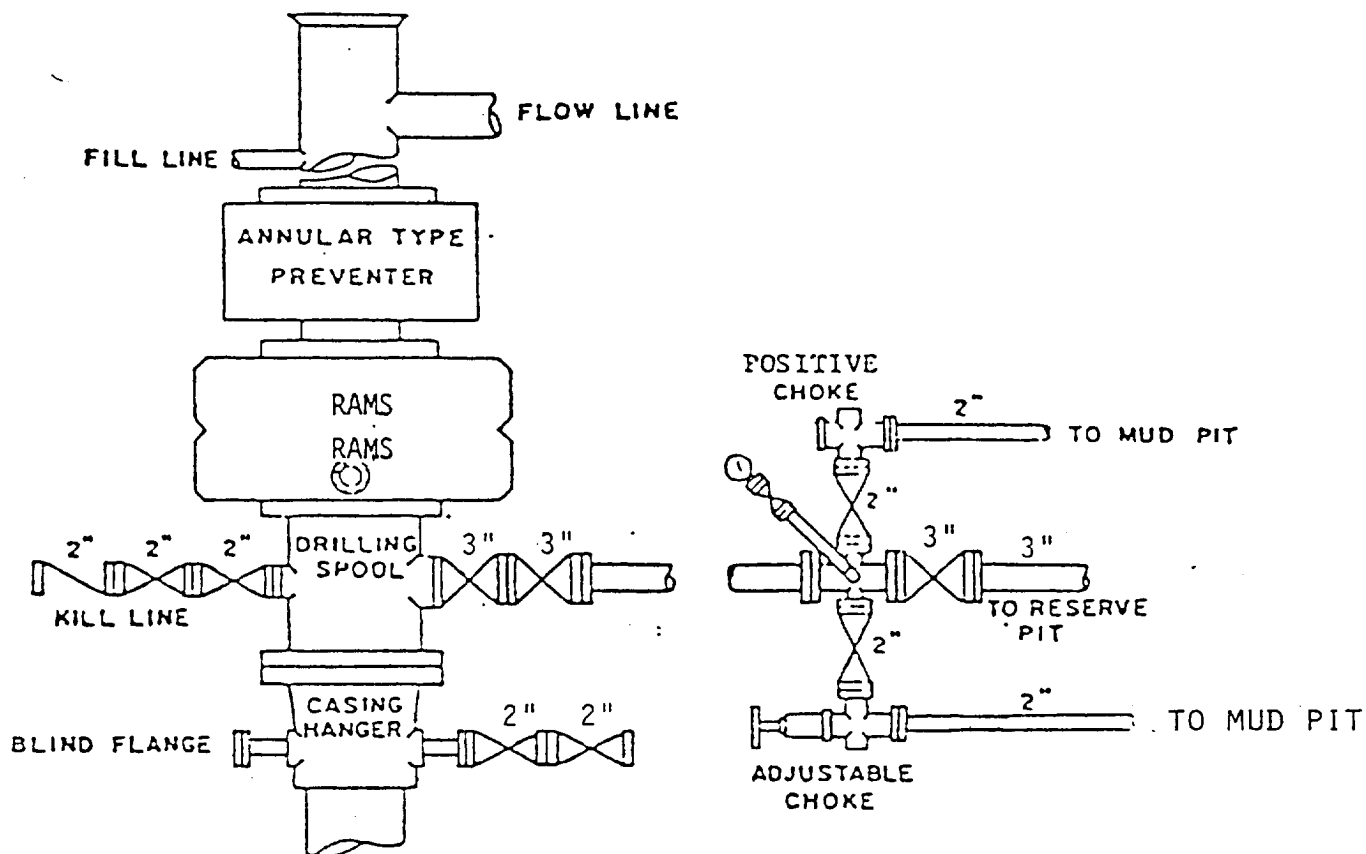 FLOW LINE
FILL LINE
ANNULAR TYPE
PREVENTER
RAMS
RAMS
2" 2" 2"
DRILLING
SPOOL
3" 3"
KILL LINE
CASING
HANGER
2" 2"
BLIND FLANGE
POSITIVE
CHOKE
2"
TO MUD PIT
2"
3" 3"
TO RESERVE
PIT
2"
2"
TO MUD PIT
ADJUSTABLE
CHOKE